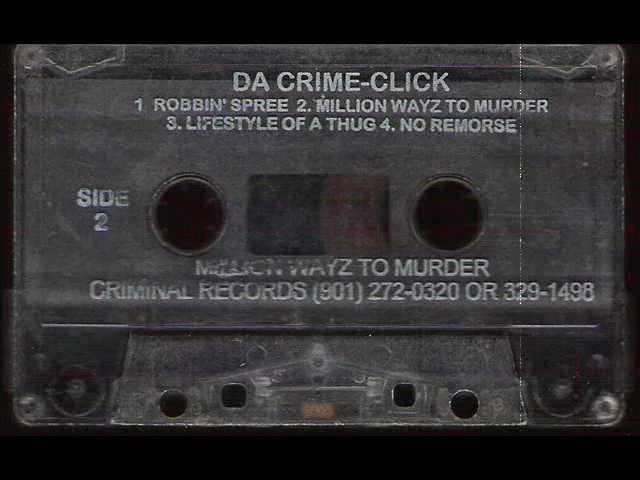 DA CRIME-CLICK
1 ROBBIN' SPREE 2. MILLION WAYZ TO MURDER
3. LIFESTYLE OF A THUG 4. NO REMORSE
SIDE
2
MILLION WAYZ TO MURDER
CRIMINAL RECORDS (901) 272-0320 OR 329-1498